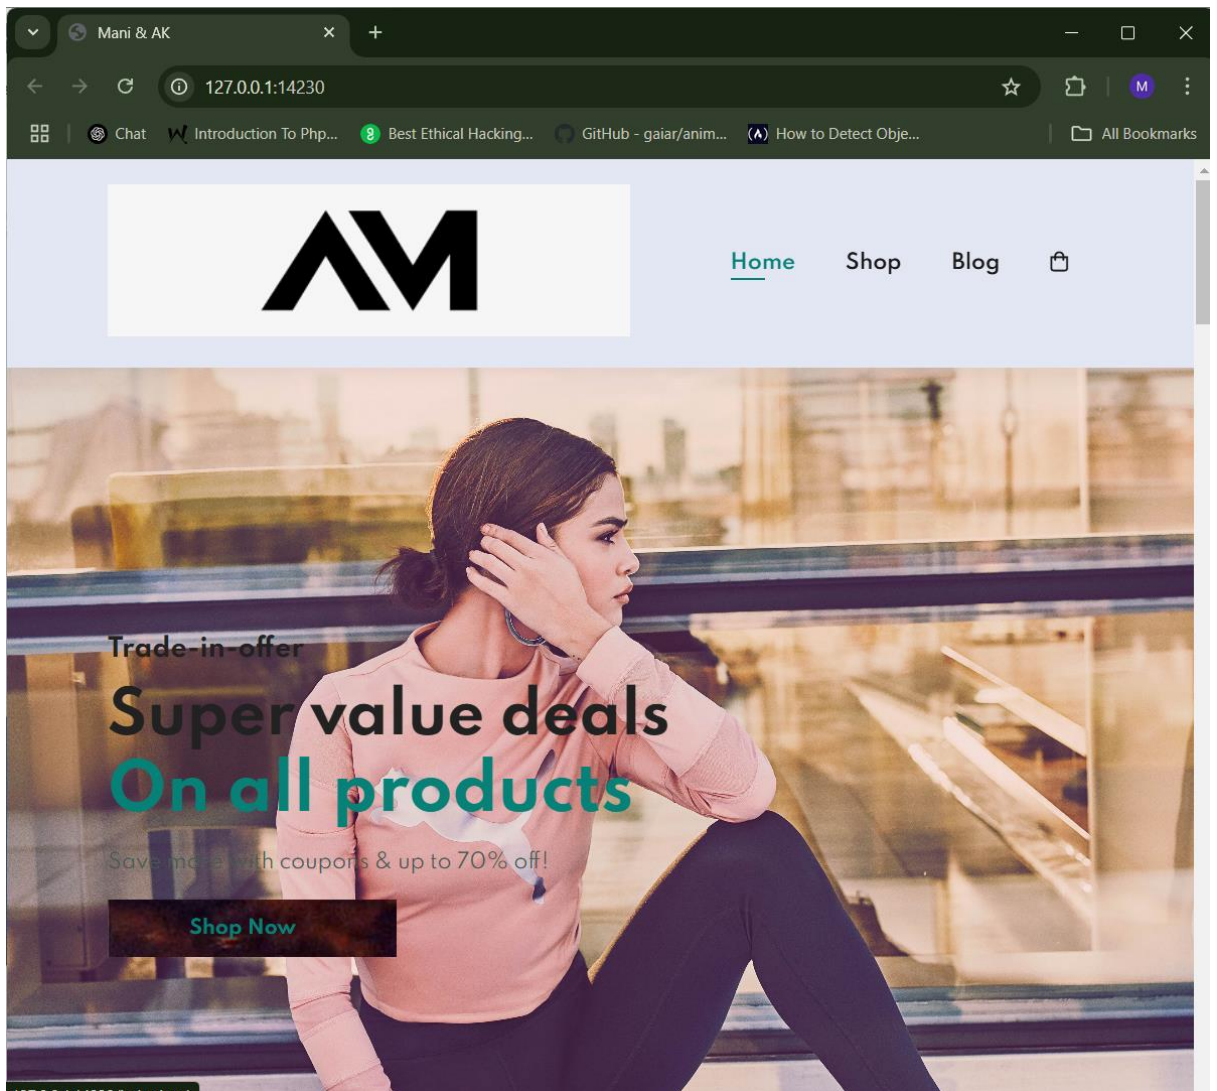 Mani & AK
127.0.0.1:14230
Chat Introduction To Php... Best Ethical Hacking... GitHub - gaiar/anim... How to Detect Obje... All Bookmarks
M
AM
Home Shop Blog
Trade-in-offer
Super value deals
On all products
Save more with coupons & up to 70% off!
Shop Now